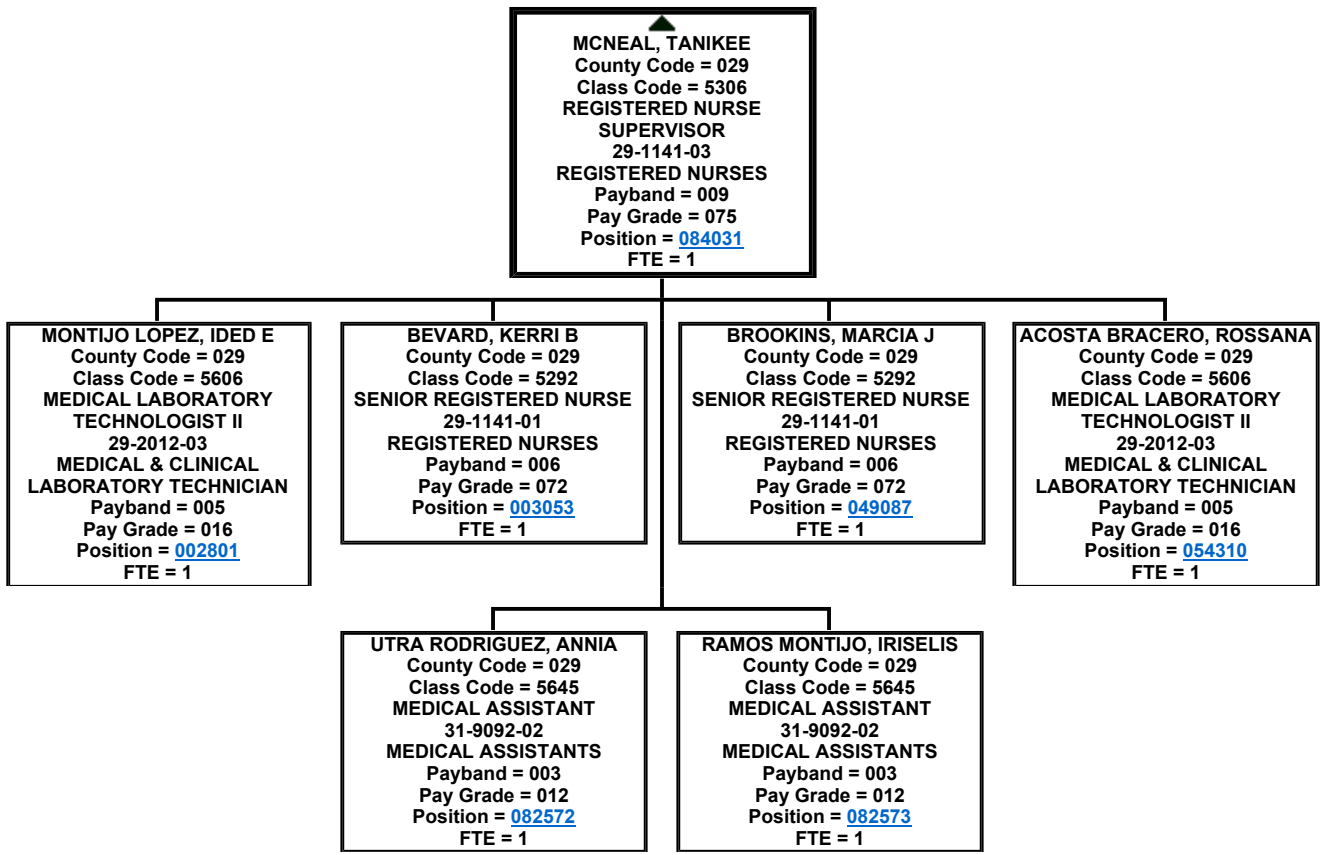 MCNEAL, TANIKEE
County Code = 029
Class Code = 5306
REGISTERED NURSE
SUPERVISOR
29-1141-03
REGISTERED NURSES
Payband = 009
Pay Grade = 075
Position = 084031
FTE = 1
MONTIJO LOPEZ, IDED E
County Code = 029
Class Code = 5606
MEDICAL LABORATORY
TECHNOLOGIST II
29-2012-03
MEDICAL & CLINICAL
LABORATORY TECHNICIAN
Payband = 005
Pay Grade = 016
Position = 002801
FTE = 1
BEVARD, KERRI B
County Code = 029
Class Code = 5292
SENIOR REGISTERED NURSE
29-1141-01
REGISTERED NURSES
Payband = 006
Pay Grade = 072
Position = 003053
FTE = 1
BROOKINS, MARCIA J
County Code = 029
Class Code = 5292
SENIOR REGISTERED NURSE
29-1141-01
REGISTERED NURSES
Payband = 006
Pay Grade = 072
Position = 049087
FTE = 1
ACOSTA BRACERO, ROSSANA
County Code = 029
Class Code = 5606
MEDICAL LABORATORY
TECHNOLOGIST II
29-2012-03
MEDICAL & CLINICAL
LABORATORY TECHNICIAN
Payband = 005
Pay Grade = 016
Position = 054310
FTE = 1
UTRA RODRIGUEZ, ANNIA
County Code = 029
Class Code = 5645
MEDICAL ASSISTANT
31-9092-02
MEDICAL ASSISTANTS
Payband = 003
Pay Grade = 012
Position = 082572
FTE = 1
RAMOS MONTIJO, IRISELIS
County Code = 029
Class Code = 5645
MEDICAL ASSISTANT
31-9092-02
MEDICAL ASSISTANTS
Payband = 003
Pay Grade = 012
Position = 082573
FTE = 1